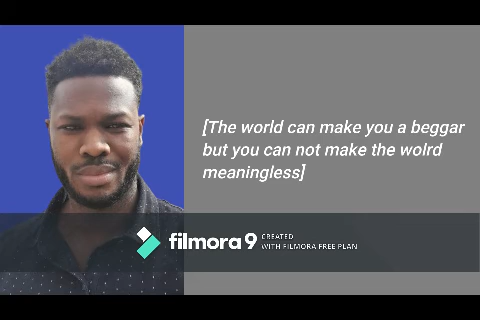 [The world can make you a beggar
but you can not make the wolrd
meaningless]
filmora 9
CREATED
WITH FILMORA FREE PLAN